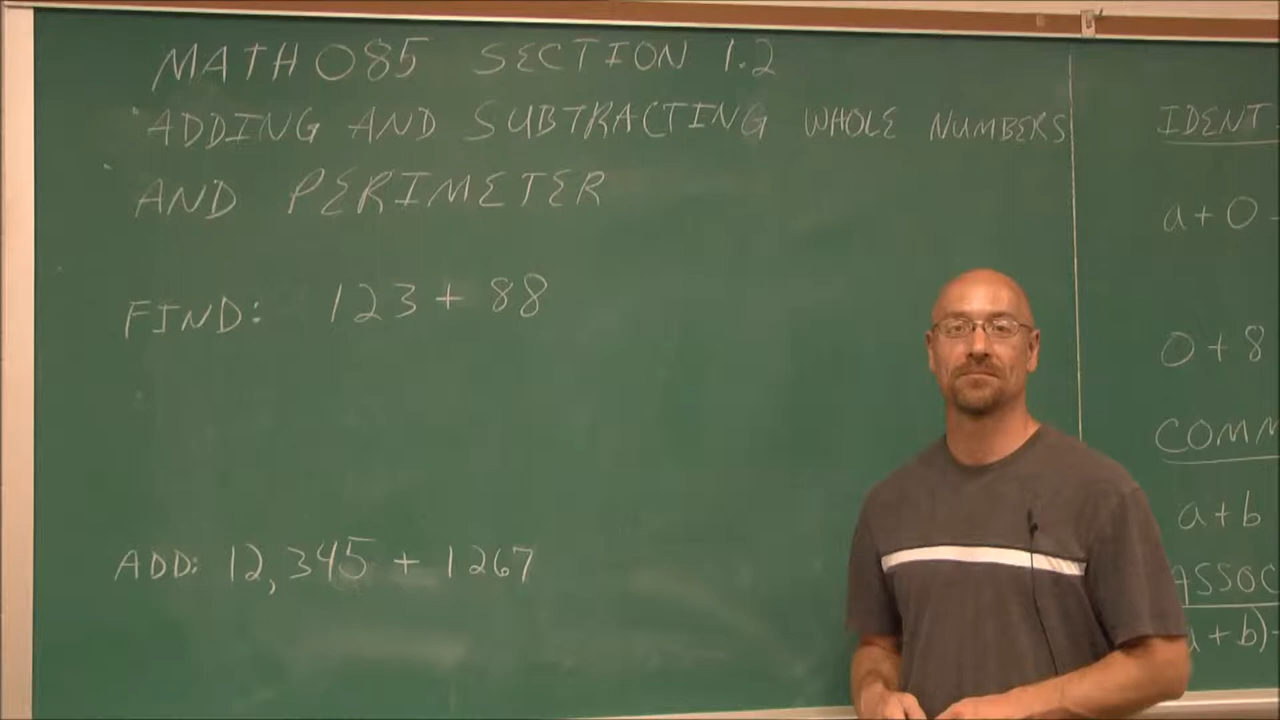 MATH 085 SECTION 1.2
ADDING AND SUBTRACTING WHOLE NUMBERS
AND PERIMETER
FIND: 123 + 88
ADD: 12,345 + 1267
IDENT
a + 0
0 + 8
COMM
a + b
ASSOC
a + b)